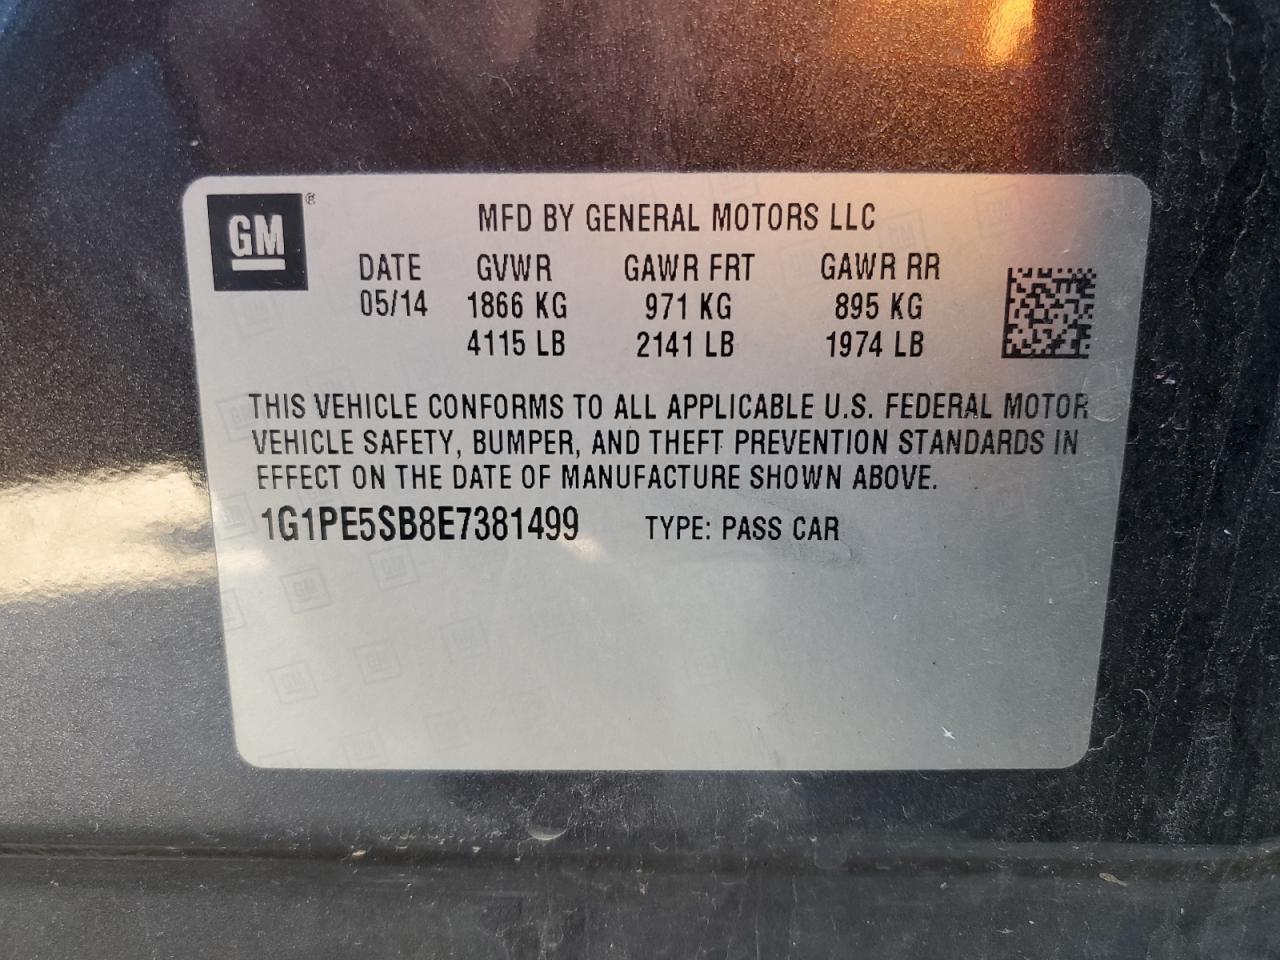 GM®
MFD BY GENERAL MOTORS LLC
DATE GVWR GAWR FRT GAWR RR
05/14 1866 KG 971 KG 895 KG
4115 LB 2141 LB 1974 LB
THIS VEHICLE CONFORMS TO ALL APPLICABLE U.S. FEDERAL MOTOR
VEHICLE SAFETY, BUMPER, AND THEFT PREVENTION STANDARDS IN
EFFECT ON THE DATE OF MANUFACTURE SHOWN ABOVE.
1G1PE5SB8E7381499 TYPE: PASS CAR